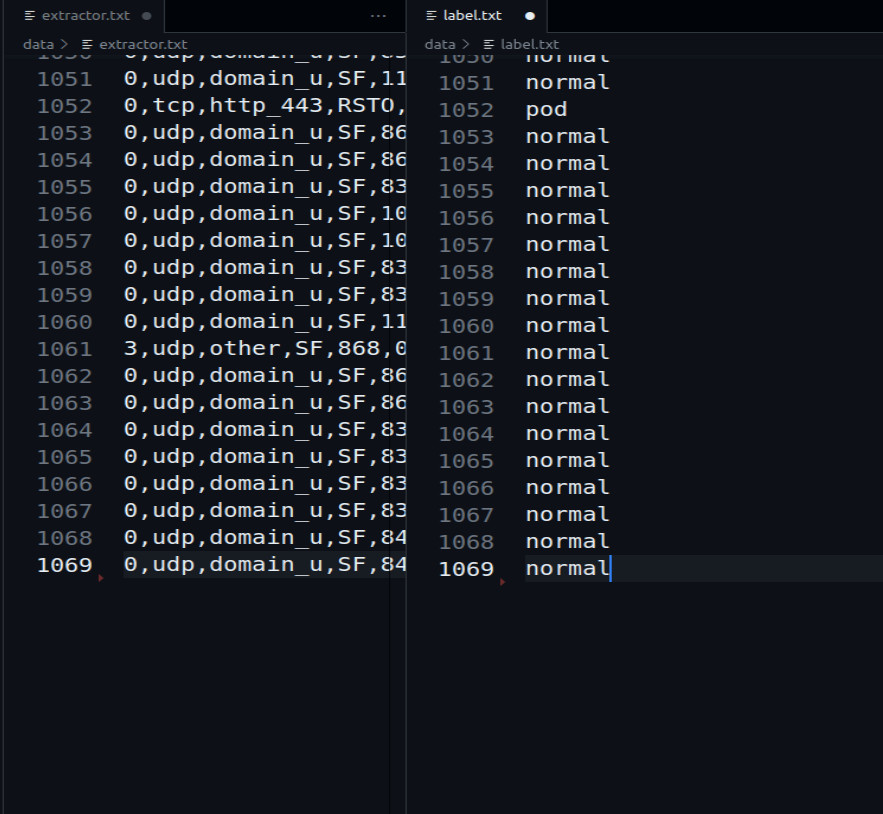 extractor.txt
data > extractor.txt
1050 0,udp,domain_u,SF,83
1051 0,udp,domain_u,SF,11
1052 0,tcp,http_443,RSTO,
1053 0,udp,domain_u,SF,86
1054 0,udp,domain_u,SF,86
1055 0,udp,domain_u,SF,83
1056 0,udp,domain_u,SF,10
1057 0,udp,domain_u,SF,10
1058 0,udp,domain_u,SF,83
1059 0,udp,domain_u,SF,83
1060 0,udp,domain_u,SF,11
1061 3,udp,other,SF,868,0
1062 0,udp,domain_u,SF,86
1063 0,udp,domain_u,SF,86
1064 0,udp,domain_u,SF,83
1065 0,udp,domain_u,SF,83
1066 0,udp,domain_u,SF,83
1067 0,udp,domain_u,SF,83
1068 0,udp,domain_u,SF,84
1069 0,udp,domain_u,SF,84
label.txt
data > label.txt
1050 normal
1051 normal
1052 pod
1053 normal
1054 normal
1055 normal
1056 normal
1057 normal
1058 normal
1059 normal
1060 normal
1061 normal
1062 normal
1063 normal
1064 normal
1065 normal
1066 normal
1067 normal
1068 normal
1069 normal